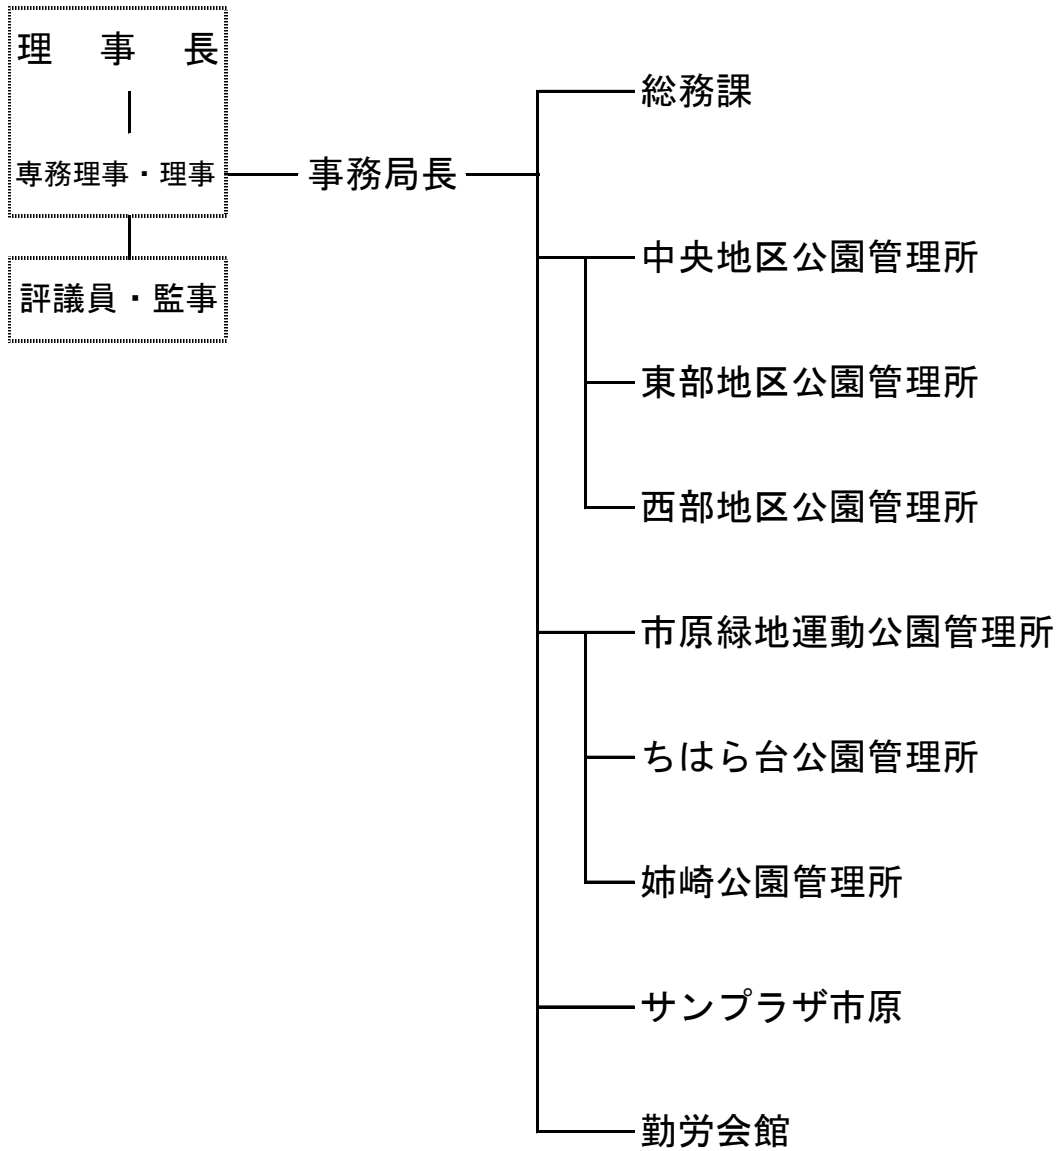 理　事　長
専務理事・理事
評議員・監事
事務局長
総務課
中央地区公園管理所
東部地区公園管理所
西部地区公園管理所
市原緑地運動公園管理所
ちはら台公園管理所
姉崎公園管理所
サンプラザ市原
勤労会館